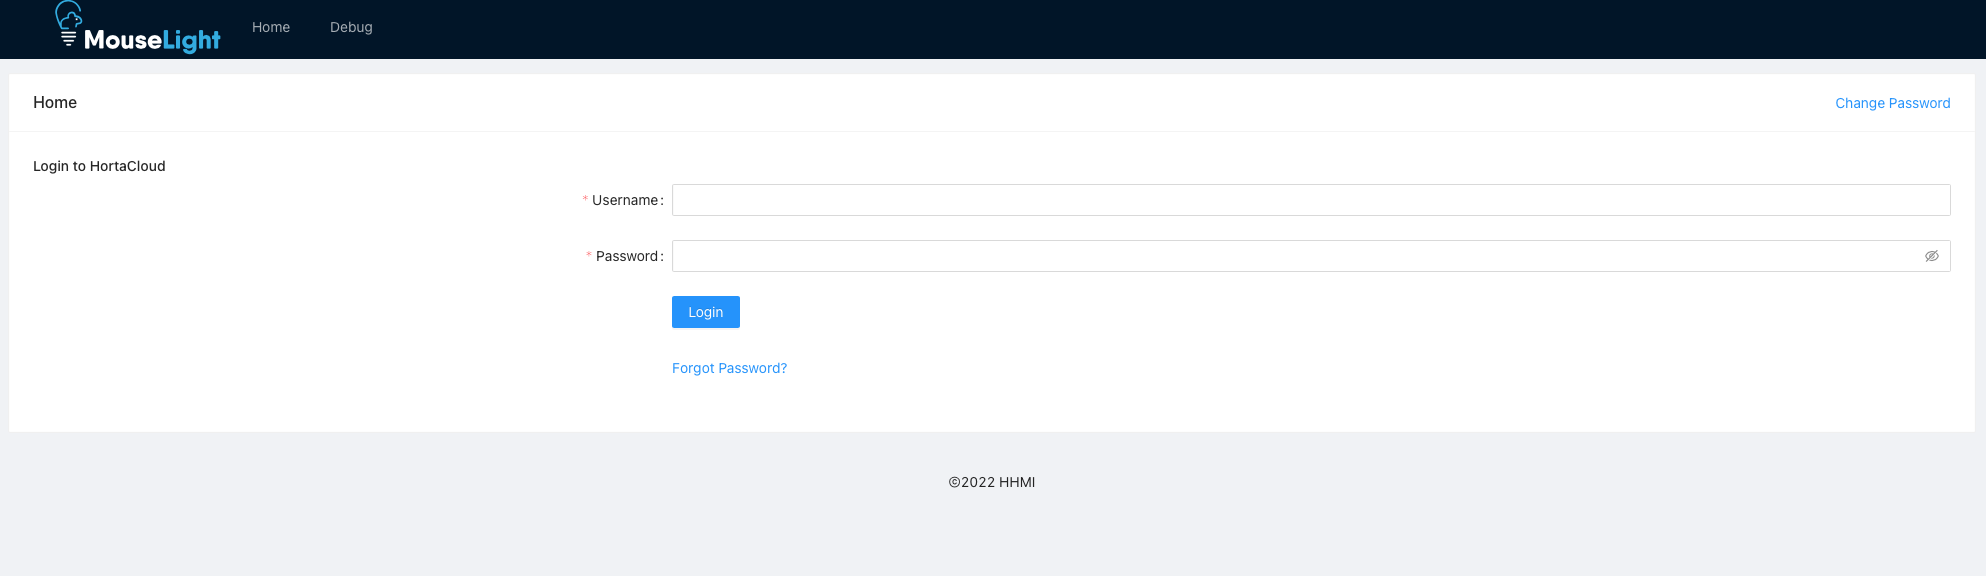 MouseLight Home Debug
Home Change Password
Login to HortaCloud
* Username:
* Password:
Login
Forgot Password?
©2022 HHMI